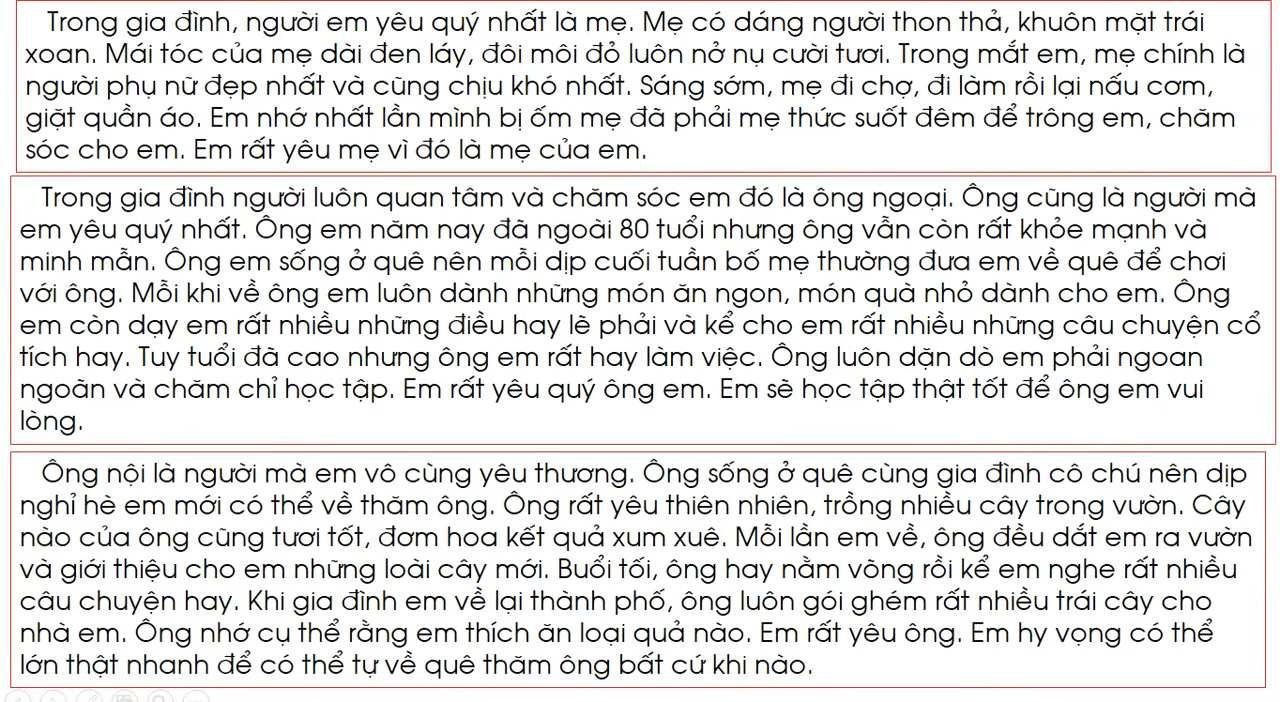 Trong gia đình, người em yêu quý nhất là mẹ. Mẹ có dáng người thon thả, khuôn mặt trái
xoan. Mái tóc của mẹ dài đen láy, đôi môi đỏ luôn nở nụ cười tươi. Trong mắt em, mẹ chính là
người phụ nữ đẹp nhất và cũng chịu khó nhất. Sáng sớm, mẹ đi chợ, đi làm rồi lại nấu cơm,
giặt quần áo. Em nhớ nhất lần mình bị ốm mẹ đã phải mẹ thức suốt đêm để trông em, chăm
sóc cho em. Em rất yêu mẹ vì đó là mẹ của em.
Trong gia đình người luôn quan tâm và chăm sóc em đó là ông ngoại. Ông cũng là người mà
em yêu quý nhất. Ông em năm nay đã ngoài 80 tuổi nhưng ông vẫn còn rất khỏe mạnh và
minh mẫn. Ông em sống ở quê nên mỗi dịp cuối tuần bố mẹ thường đưa em về quê để chơi
với ông. Mỗi khi về ông em luôn dành những món ăn ngon, món quà nhỏ dành cho em. Ông
em còn dạy em rất nhiều những điều hay lẽ phải và kể cho em rất nhiều những câu chuyện cổ
tích hay. Tuy tuổi đã cao nhưng ông em rất hay làm việc. Ông luôn dặn dò em phải ngoan
ngoãn và chăm chỉ học tập. Em rất yêu quý ông em. Em sẽ học tập thật tốt để ông em vui
lòng.
Ông nội là người mà em vô cùng yêu thương. Ông sống ở quê cùng gia đình cô chú nên dịp
nghỉ hè em mới có thể về thăm ông. Ông rất yêu thiên nhiên, trồng nhiều cây trong vườn. Cây
nào của ông cũng tươi tốt, đơm hoa kết quả xum xuê. Mỗi lần em về, ông đều dắt em ra vườn
và giới thiệu cho em những loài cây mới. Buổi tối, ông hay nằm võng rồi kể em nghe rất nhiều
câu chuyện hay. Khi gia đình em về lại thành phố, ông luôn gói ghém rất nhiều trái cây cho
nhà em. Ông nhớ cụ thể rằng em thích ăn loại quả nào. Em rất yêu ông. Em hy vọng có thể
lớn thật nhanh để có thể tự về quê thăm ông bất cứ khi nào.